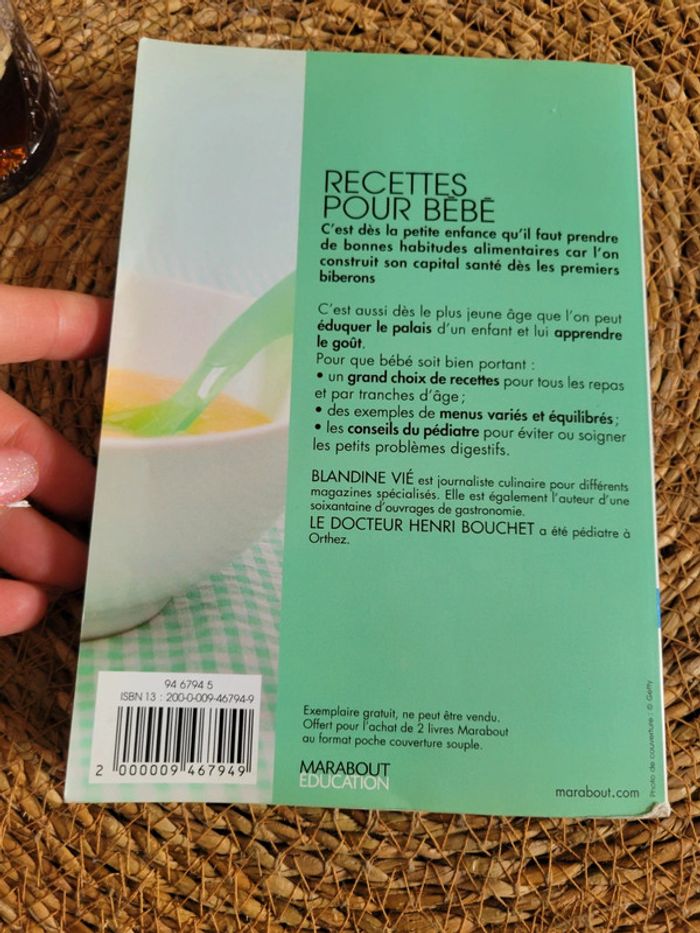 RECETTES
POUR BÉBÉ
C'est dès la petite enfance qu'il faut prendre
de bonnes habitudes alimentaires car l'on
construit son capital santé dès les premiers
biberons
C'est aussi dès le plus jeune âge que l'on peut
éduquer le palais d'un enfant et lui apprendre
le goût.
Pour que bébé soit bien portant :
• un grand choix de recettes pour tous les repas
et par tranches d'âge ;
• des exemples de menus variés et équilibrés ;
• les conseils du pédiatre pour éviter ou soigner
les petits problèmes digestifs.
BLANDINE VIÉ est journaliste culinaire pour différents
magazines spécialisés. Elle est également l'auteur d'une
soixantaine d'ouvrages de gastronomie.
LE DOCTEUR HENRI BOUCHET a été pédiatre à
Orthez.
94 6794 5
ISBN 13 : 200-0-009-46794-9
2 000009 467949
Exemplaire gratuit, ne peut être vendu.
Offert pour l'achat de 2 livres Marabout
au format poche couverture souple.
MARABOUT
EDUCATION
marabout.com
Photo de couverture : © Getty